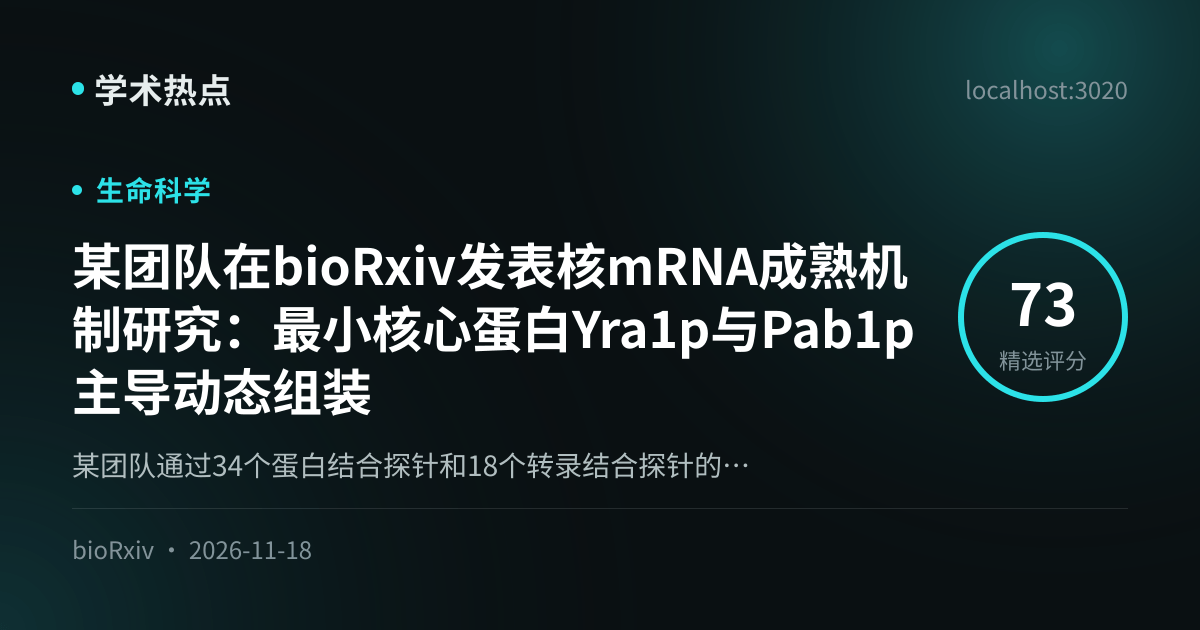 学术热点
localhost:3020
生命科学
某团队在bioRxiv发表核mRNA成熟机
制研究：最小核心蛋白Yra1p与Pab1p
主导动态组装
73
精选评分
某团队通过34个蛋白结合探针和18个转录结合探针的…
bioRxiv • 2026-11-18